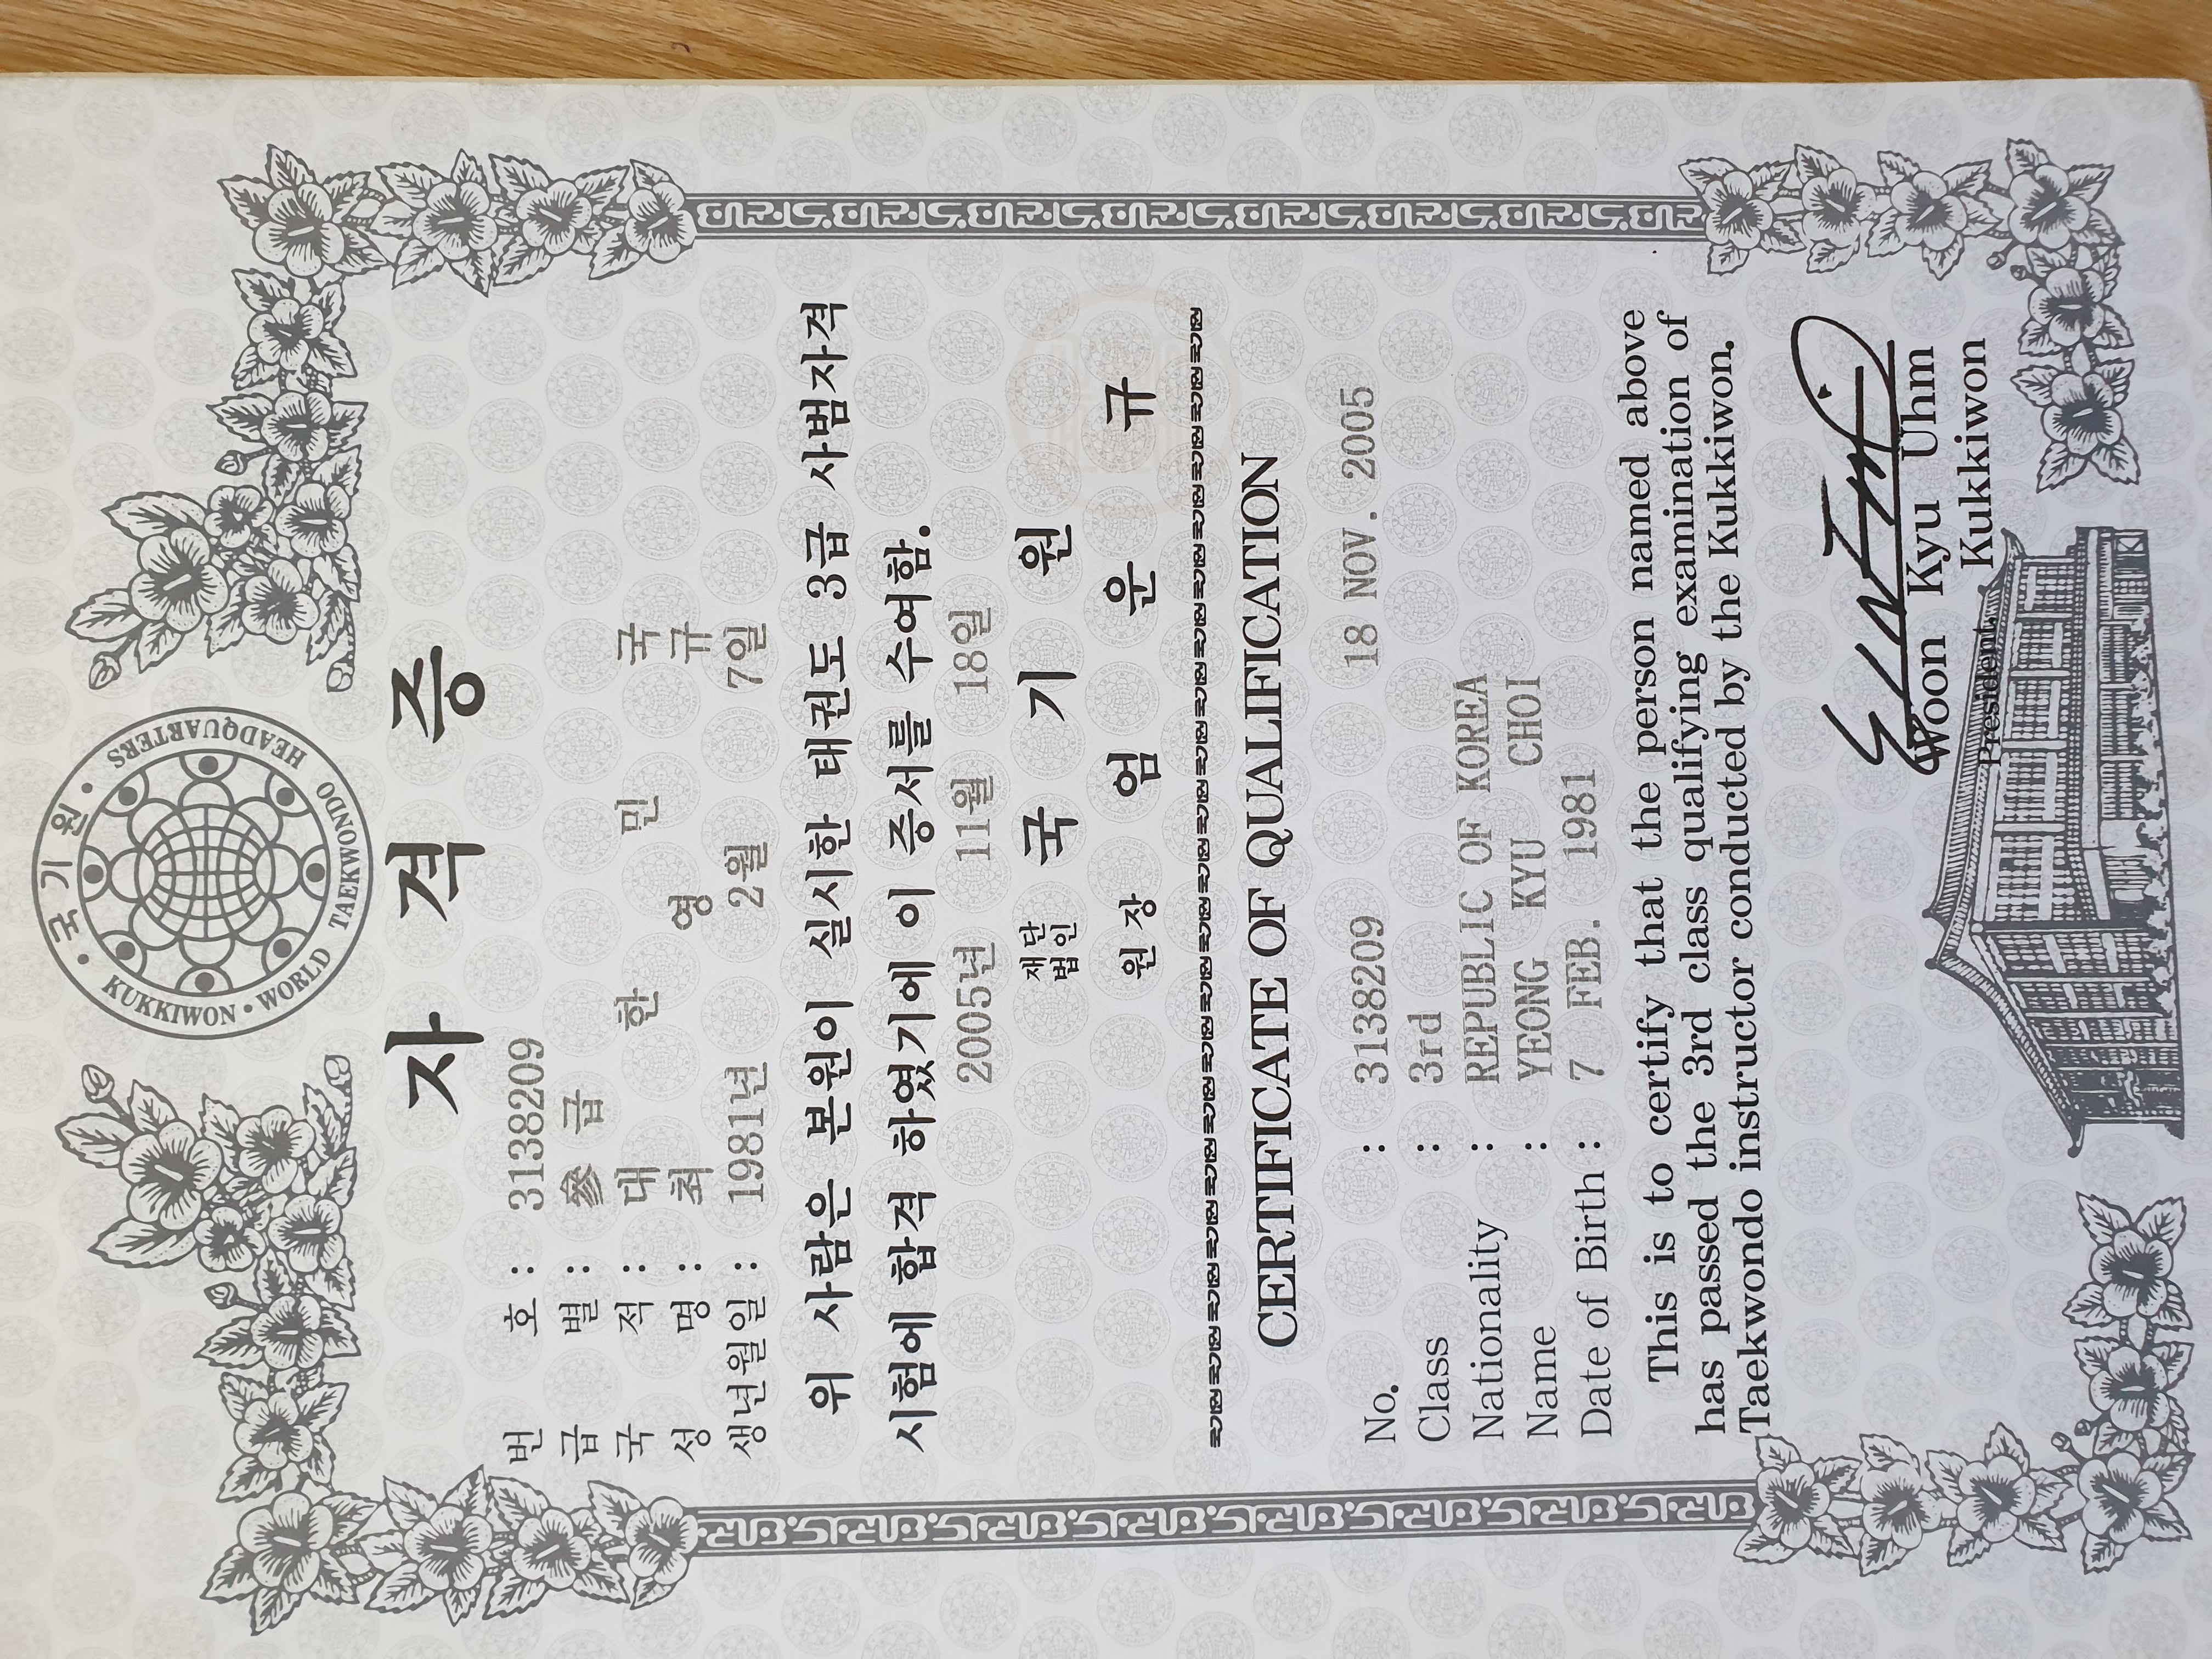 · 국 기 원 ·
KUKKIWON • WORLD TAEKWONDO HEADQUARTERS
자 격 증
번 호 : 3138209
급 별 : 參 급
국 적 : 대 한 민 국
성 명 : 최 영 규
생년월일 : 1981년 2월 7일
위 사람은 본원이 실시한 태권도 3급 사범자격
시험에 합격 하였기에 이 증서를 수여함.
2005년 11월 18일
재단법인 국 기 원
원장 엄 운 규
CERTIFICATE OF QUALIFICATION
18 NOV. 2005
No. : 3138209
Class : 3rd
Nationality : REPUBLIC OF KOREA
Name : YEONG KYU CHOI
Date of Birth : 7 FEB. 1981
This is to certify that the person named above
has passed the 3rd class qualifying examination of
Taekwondo instructor conducted by the Kukkiwon.
Woon Kyu Uhm
President, Kukkiwon